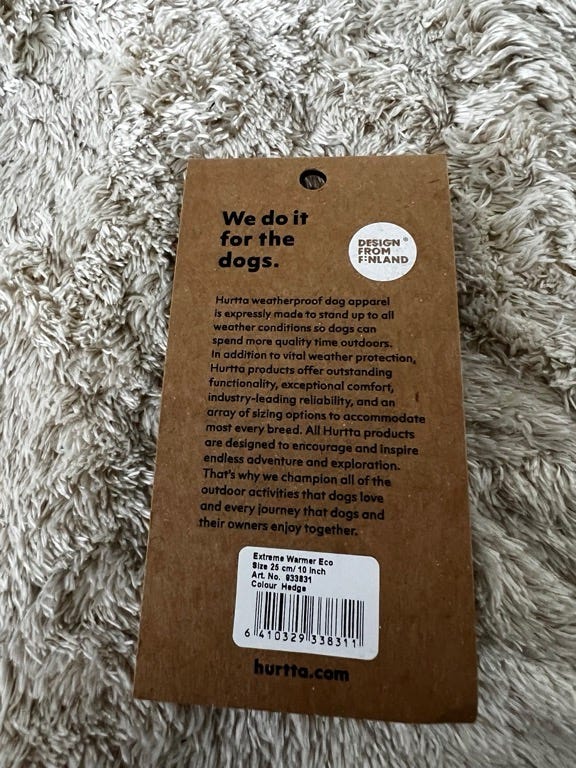 We do it
for the
dogs.
DESIGN ®
FROM
FINLAND
Hurtta weatherproof dog apparel
is expressly made to stand up to all
weather conditions so dogs can
spend more quality time outdoors.
In addition to vital weather protection,
Hurtta products offer outstanding
functionality, exceptional comfort,
industry-leading reliability, and an
array of sizing options to accommodate
most every breed. All Hurtta products
are designed to encourage and inspire
endless adventure and exploration.
That's why we champion all of the
outdoor activities that dogs love
and every journey that dogs and
their owners enjoy together.
Extreme Warmer Eco
Size 25 cm/ 10 inch
Art. No. 933831
Colour Hedge
6 410329 338311
hurtta.com